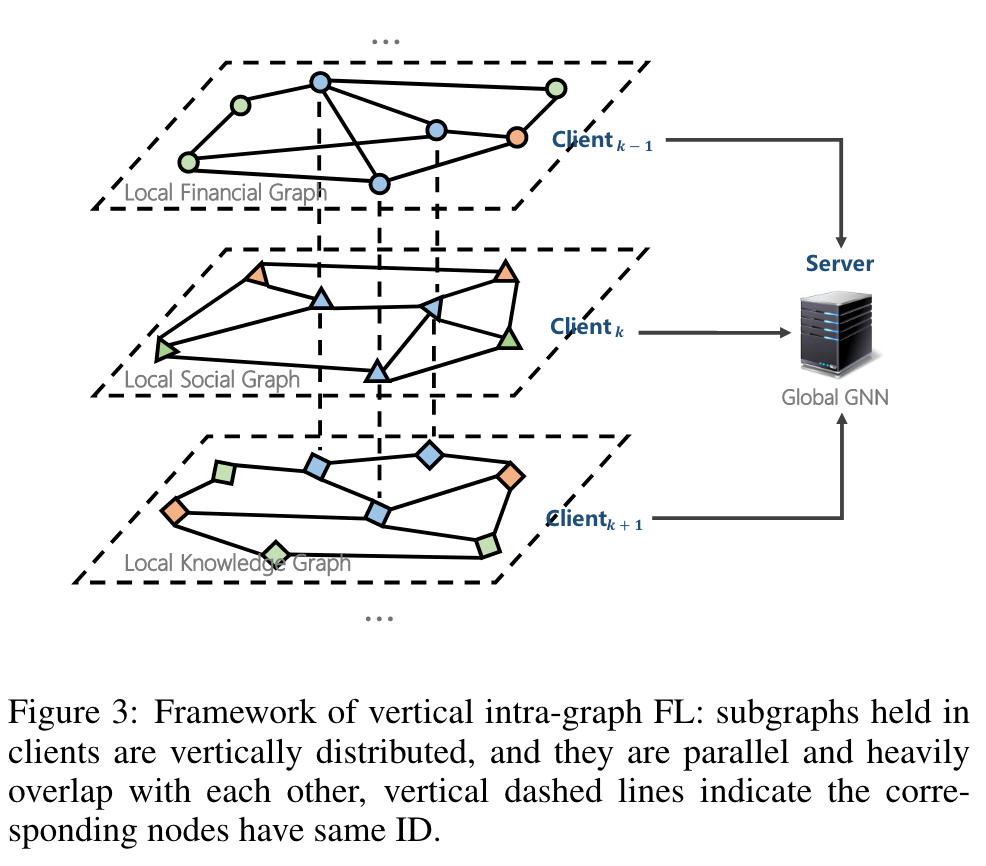 ...
Client k − 1
Local Financial Graph
Server
Client k
Local Social Graph
Global GNN
Client k + 1
Local Knowledge Graph
...
Figure 3: Framework of vertical intra-graph FL: subgraphs held in
clients are vertically distributed, and they are parallel and heavily
overlap with each other, vertical dashed lines indicate the corre-
sponding nodes have same ID.